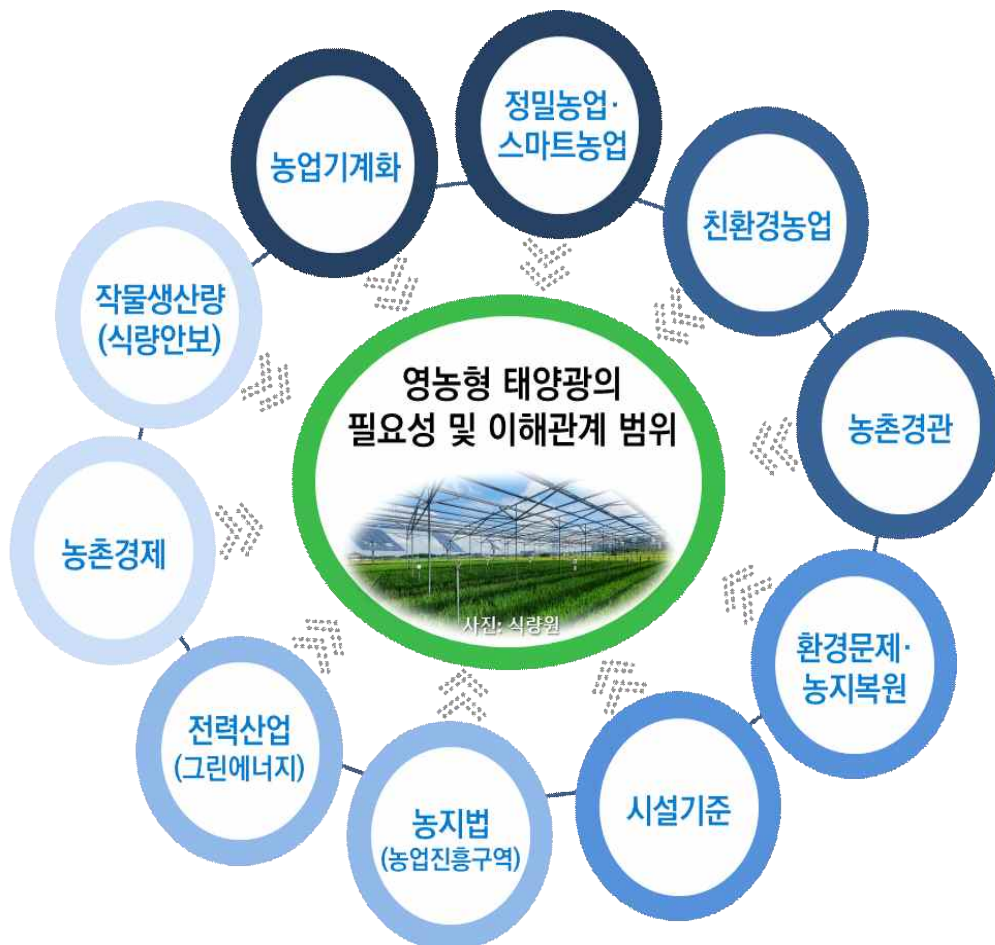 정밀농업·
스마트농업
농업기계화
친환경농업
작물생산량
(식량안보)
영농형 태양광의
필요성 및 이해관계 범위
사진: 식량원
농촌경관
농촌경제
환경문제·
농지복원
전력산업
(그린에너지)
시설기준
농지법
(농업진흥구역)